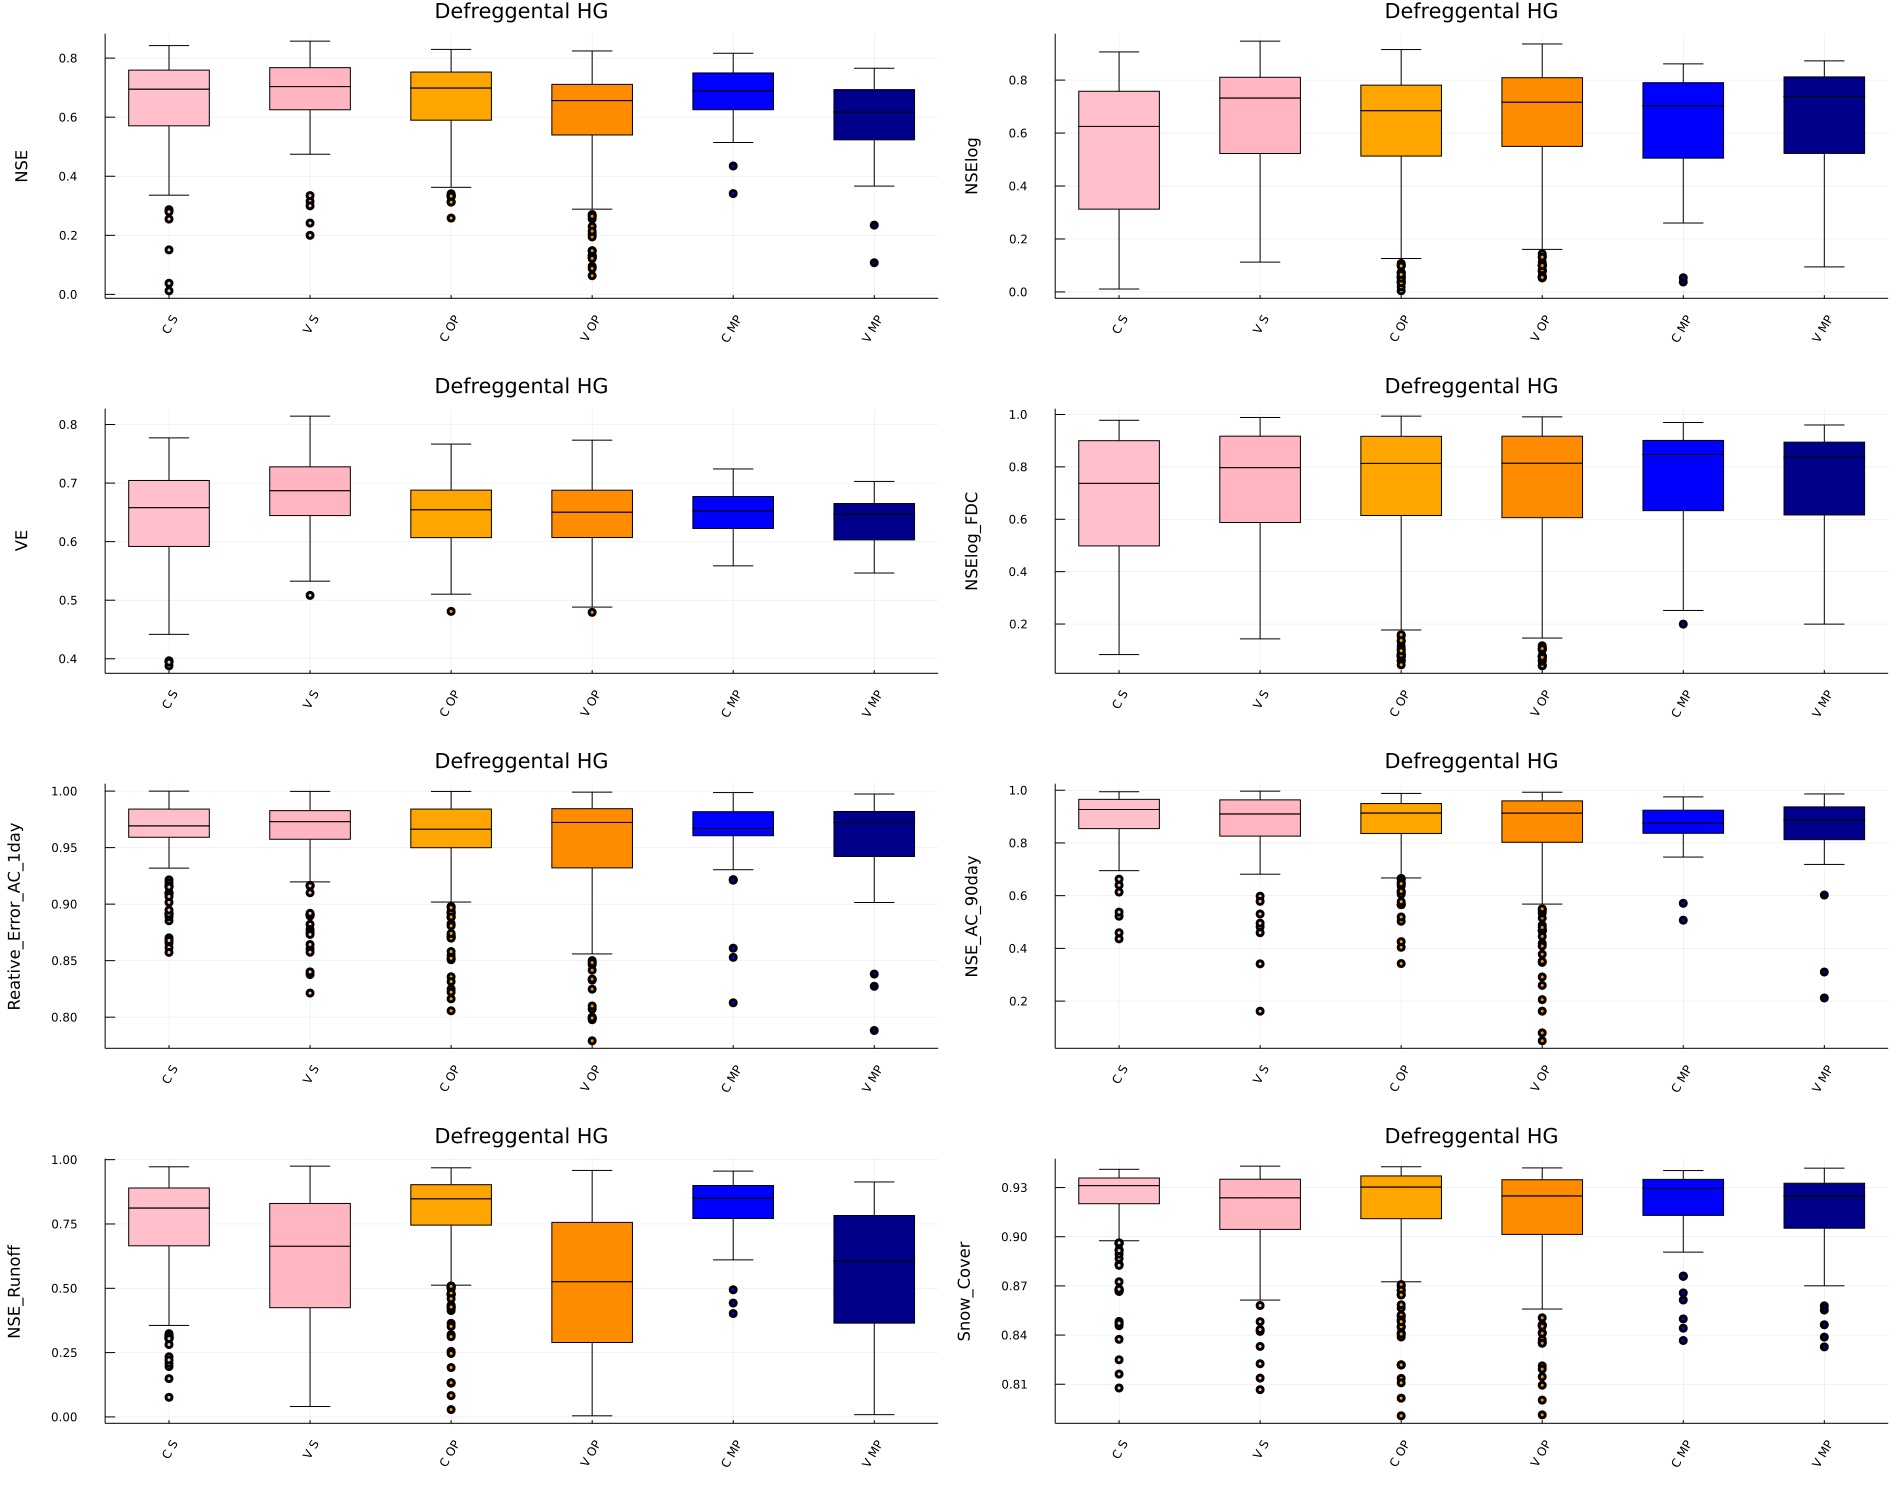 Defreggental HG
NSE
0.8
0.6
0.4
0.2
0.0
C S
V S
C OP
V OP
C MP
V MP
Defreggental HG
NSElog
0.8
0.6
0.4
0.2
0.0
C S
V S
C OP
V OP
C MP
V MP
Defreggental HG
VE
0.8
0.7
0.6
0.5
0.4
C S
V S
C OP
V OP
C MP
V MP
Defreggental HG
NSElog_FDC
1.0
0.8
0.6
0.4
0.2
C S
V S
C OP
V OP
C MP
V MP
Defreggental HG
Reative_Error_AC_1day
1.00
0.95
0.90
0.85
0.80
C S
V S
C OP
V OP
C MP
V MP
Defreggental HG
NSE_AC_90day
1.0
0.8
0.6
0.4
0.2
C S
V S
C OP
V OP
C MP
V MP
Defreggental HG
NSE_Runoff
1.00
0.75
0.50
0.25
0.00
C S
V S
C OP
V OP
C MP
V MP
Defreggental HG
Snow_Cover
0.93
0.90
0.87
0.84
0.81
C S
V S
C OP
V OP
C MP
V MP